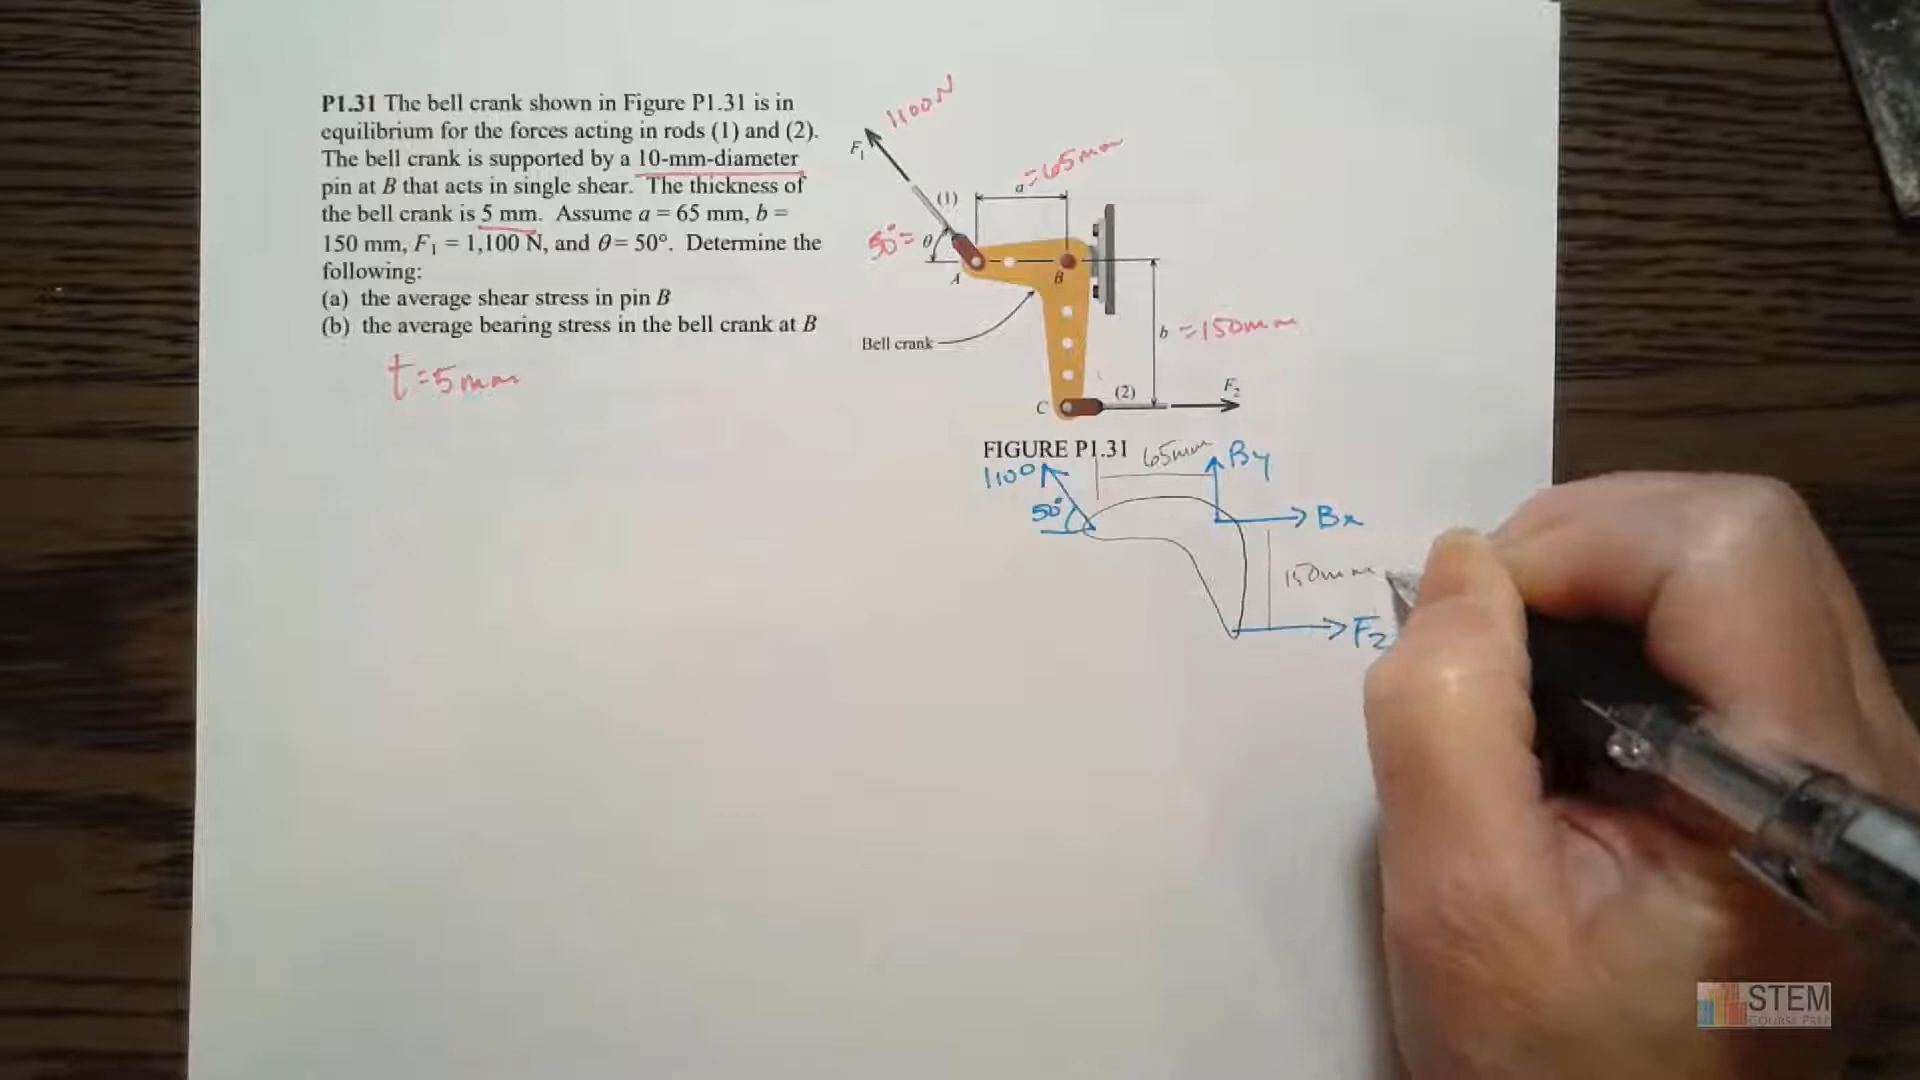 P1.31 The bell crank shown in Figure P1.31 is in
equilibrium for the forces acting in rods (1) and (2).
The bell crank is supported by a 10-mm-diameter
pin at B that acts in single shear. The thickness of
the bell crank is 5 mm. Assume a = 65 mm, b =
150 mm, F1 = 1,100 N, and θ = 50°. Determine the
following:
(a) the average shear stress in pin B
(b) the average bearing stress in the bell crank at B
t=5mm
1100N
F1
(1)
a =65mm
50°= θ
A
B
Bell crank
b =150mm
C
(2)
F2
FIGURE P1.31
1100
65mm
By
50°
Bx
150mm
F2
STEM
COURSE PREP